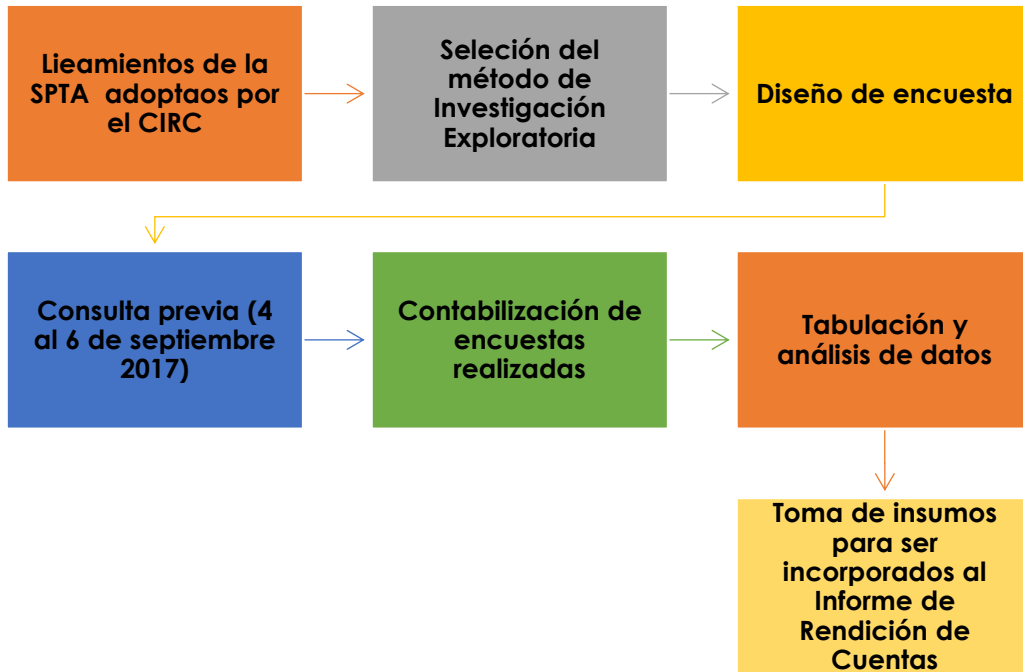 Lieamientos de la
SPTA adoptaos por
el CIRC
Seleción del
método de
Investigación
Exploratoria
Diseño de encuesta
Consulta previa (4
al 6 de septiembre
2017)
Contabilización de
encuestas
realizadas
Tabulación y
análisis de datos
Toma de insumos
para ser
incorporados al
Informe de
Rendición de
Cuentas